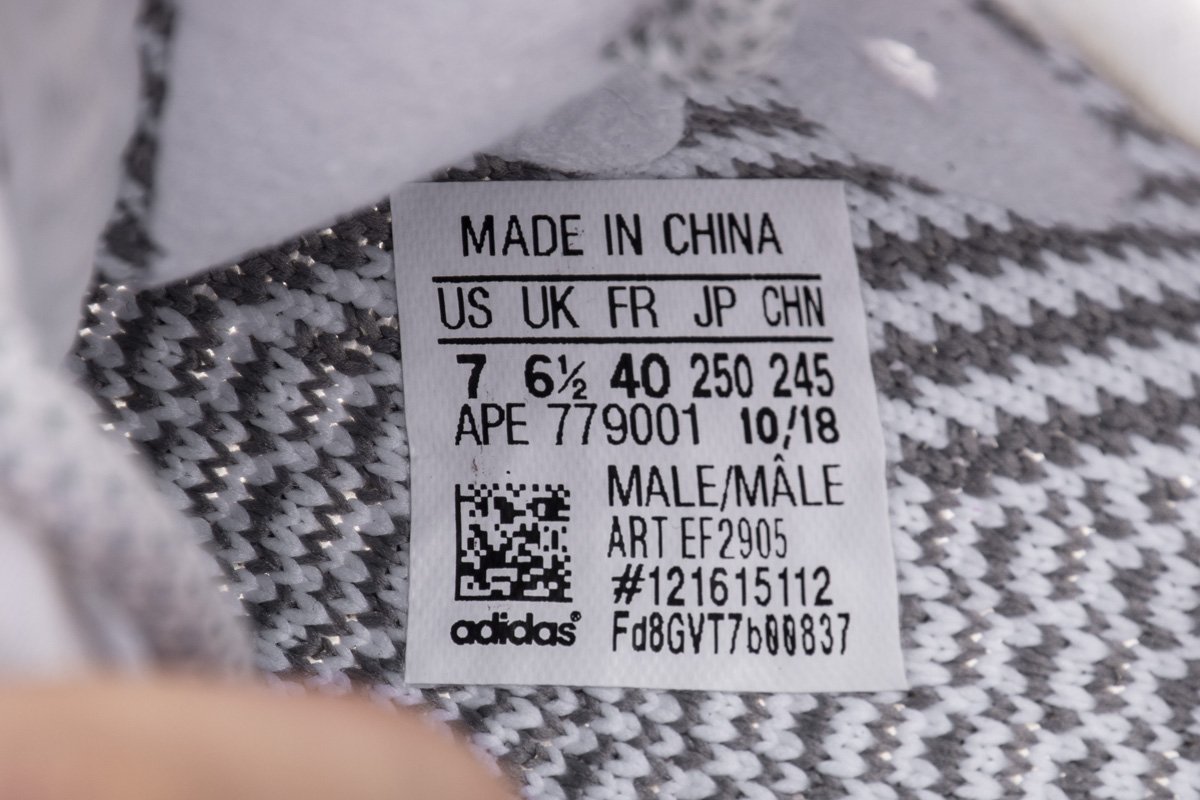 MADE IN CHINA
US UK FR JP CHN
7 6½ 40 250 245
APE 779001 10/18
MALE/MÂLE
ART EF2905
#121615112
Fd8GVT7b00837
adidas®